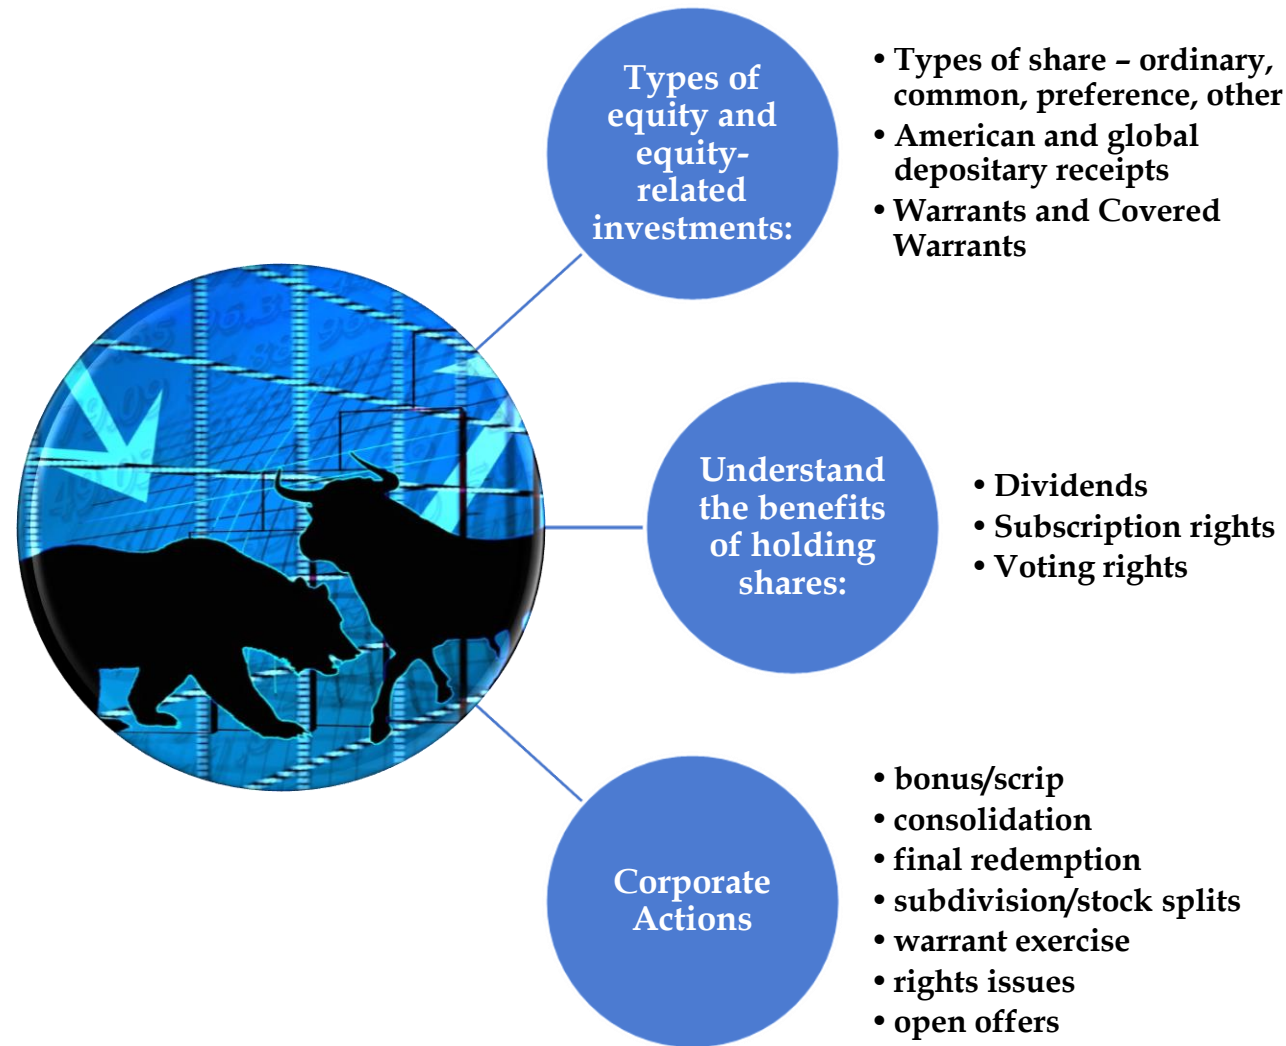 Types of
equity and
equity-
related
investments:
• Types of share – ordinary,
common, preference, other
• American and global
depositary receipts
• Warrants and Covered
Warrants
Understand
the benefits
of holding
shares:
• Dividends
• Subscription rights
• Voting rights
Corporate
Actions
• bonus/scrip
• consolidation
• final redemption
• subdivision/stock splits
• warrant exercise
• rights issues
• open offers